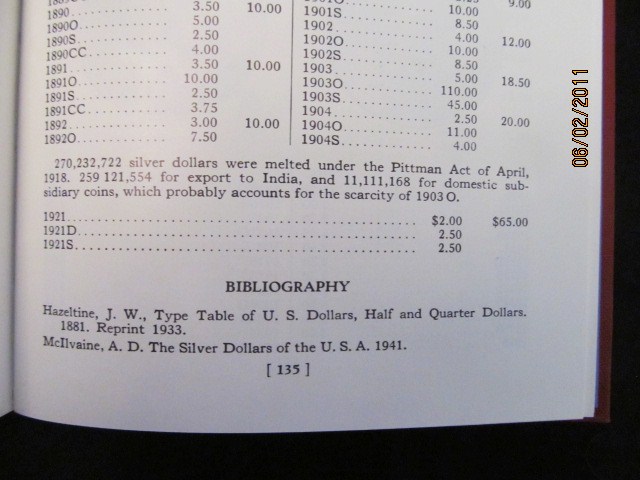 1890 3.50 10.00
1890O 5.00
1890S 2.50
1890CC 4.00
1891 3.50 10.00
1891O 10.00
1891S 2.50
1891CC 3.75
1892 3.00 10.00
1892O 7.50
9.00
10.00
1901S 8.50
1902 4.00 12.00
1902O 10.00
1902S 8.50
1903 5.00 18.50
1903O 110.00
1903S 45.00
1904 2.50 20.00
1904O 11.00
1904S 4.00
270,232,722 silver dollars were melted under the Pittman Act of April,
1918. 259 121,554 for export to India, and 11,111,168 for domestic sub-
sidiary coins, which probably accounts for the scarcity of 1903 O.
1921 $2.00 $65.00
1921D 2.50
1921S 2.50
BIBLIOGRAPHY
Hazeltine, J. W., Type Table of U. S. Dollars, Half and Quarter Dollars.
1881. Reprint 1933.
McIlvaine, A. D. The Silver Dollars of the U. S. A. 1941.
[ 135 ]
06/02/2011